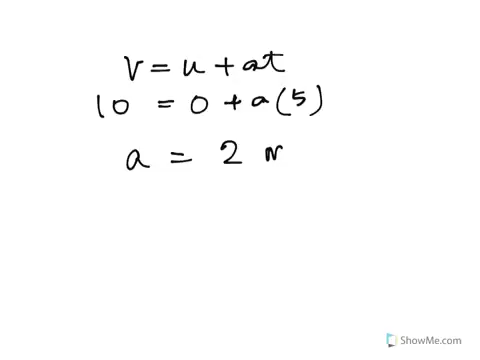 v = u + at
10 = 0 + a(5)
a = 2 m
ShowMe.com